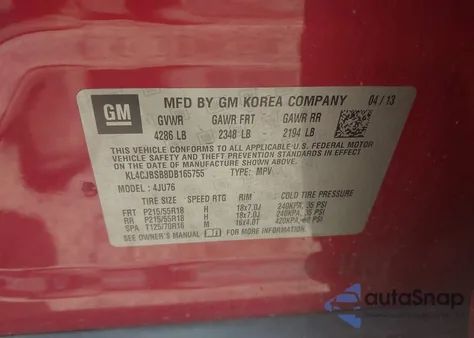 GM
MFD BY GM KOREA COMPANY 04/13
GVWR GAWR FRT GAWR RR
4286 LB 2348 LB 2194 LB
THIS VEHICLE CONFORMS TO ALL APPLICABLE U.S. FEDERAL MOTOR
VEHICLE SAFETY, BUMPER, AND THEFT PREVENTION STANDARDS
IN EFFECT ON THE DATE OF MANUFACTURE
SHOWN ABOVE.
KL4CJBSB8DB165755 TYPE: MPV
MODEL : 4JU76
TIRE SIZE SPEED RTG RIM COLD TIRE PRESSURE
FRT P215/55R18 H 18x7.0J 240KPA, 35 PSI
RR P215/55R18 H 18x7.0J 240KPA, 35 PSI
SPA T125/70R16 M 16x4.0T 420KPA, 60 PSI
SEE OWNER'S MANUAL FOR MORE INFORMATION.
autoSnap